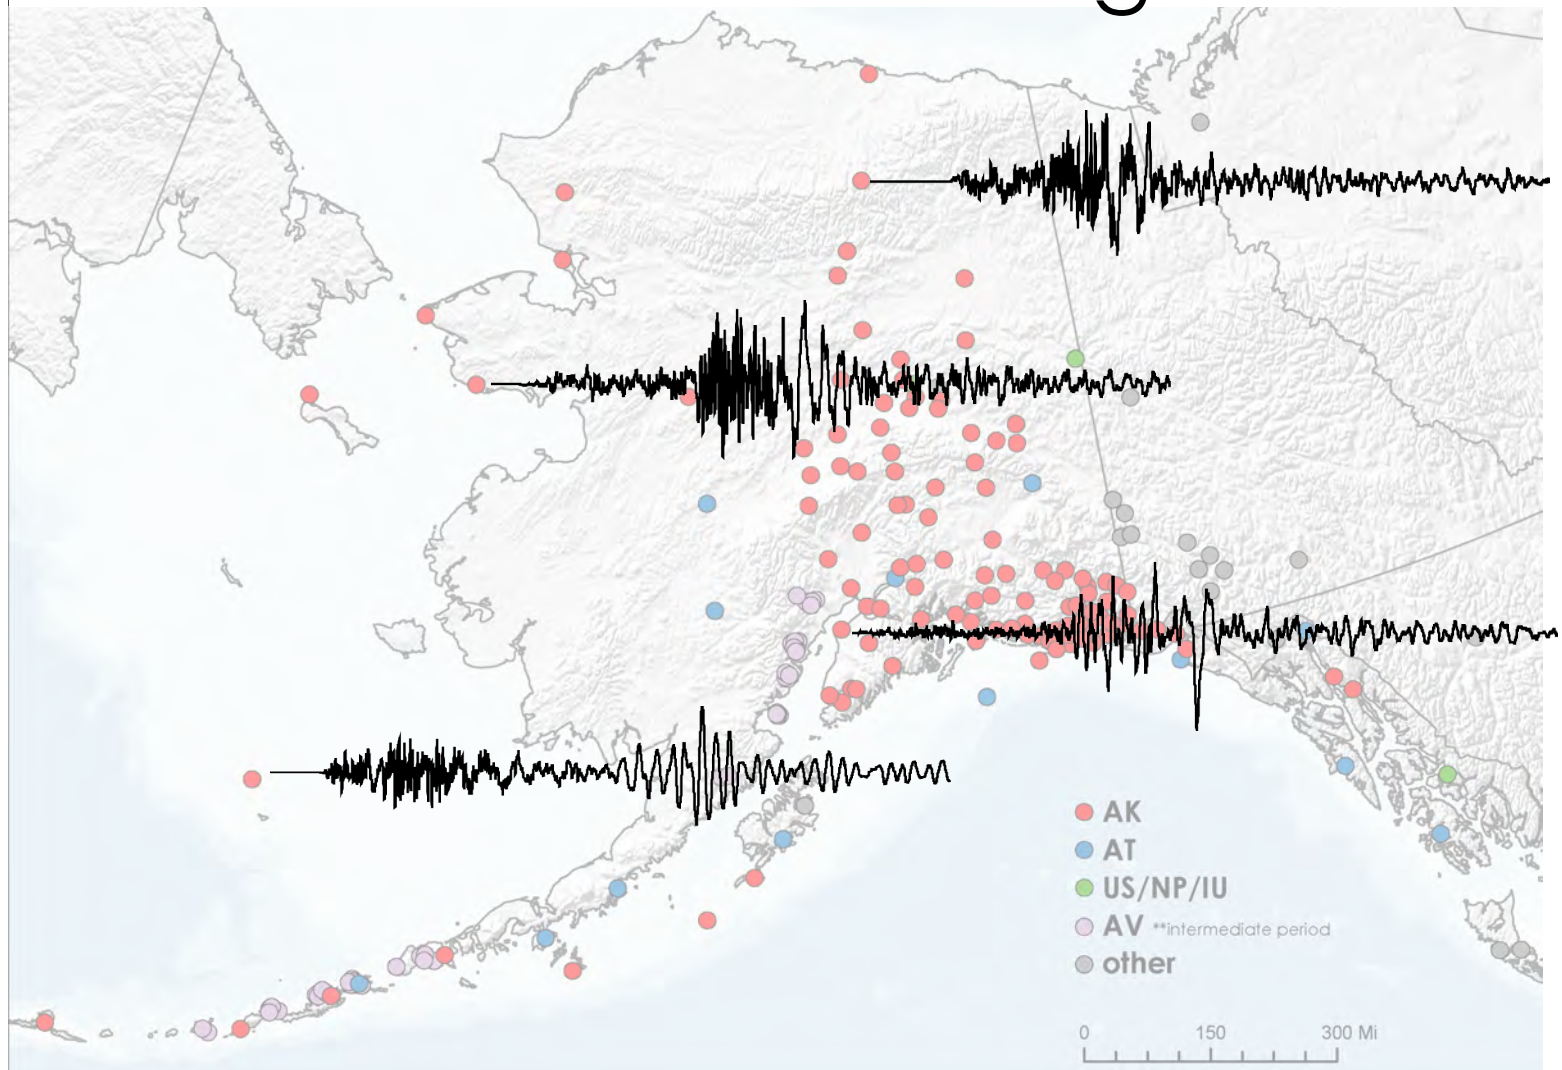 AK
AT
US/NP/IU
AV **intermediate period
other
0 150 300 Mi